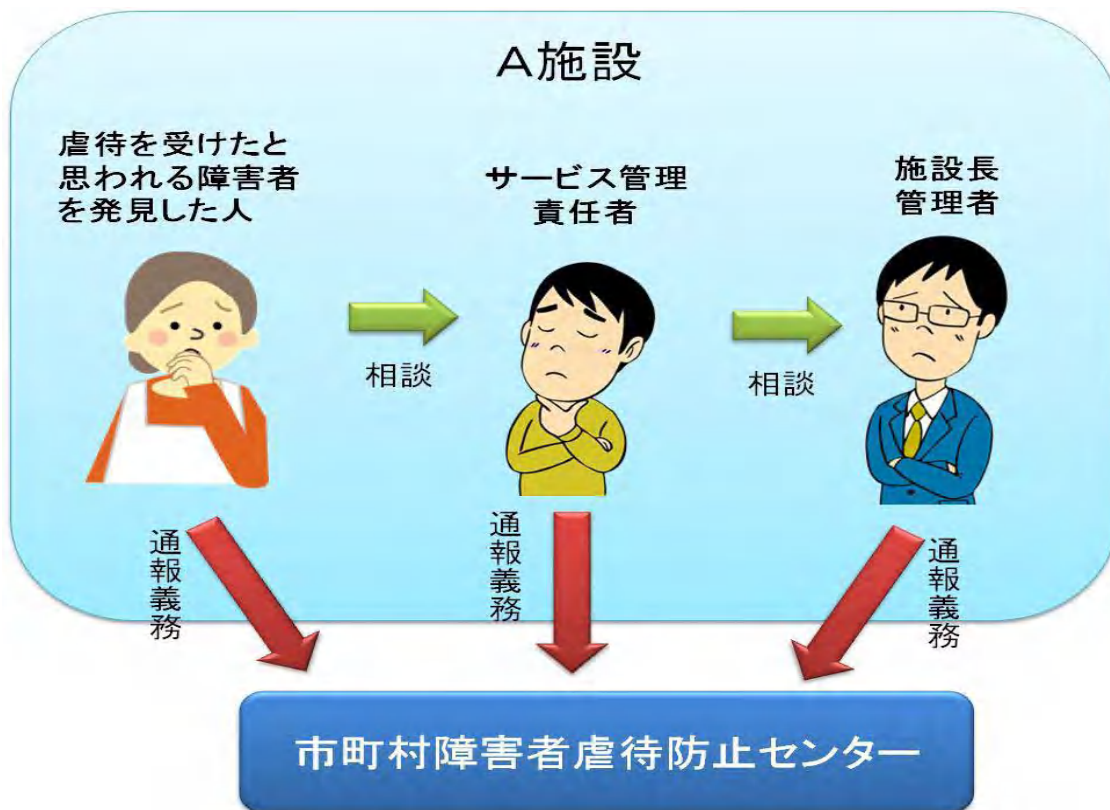 A施設
虐待を受けたと
思われる障害者
を発見した人
サービス管理
責任者
施設長
管理者
相談
相談
通報義務
通報義務
通報義務
市町村障害者虐待防止センター